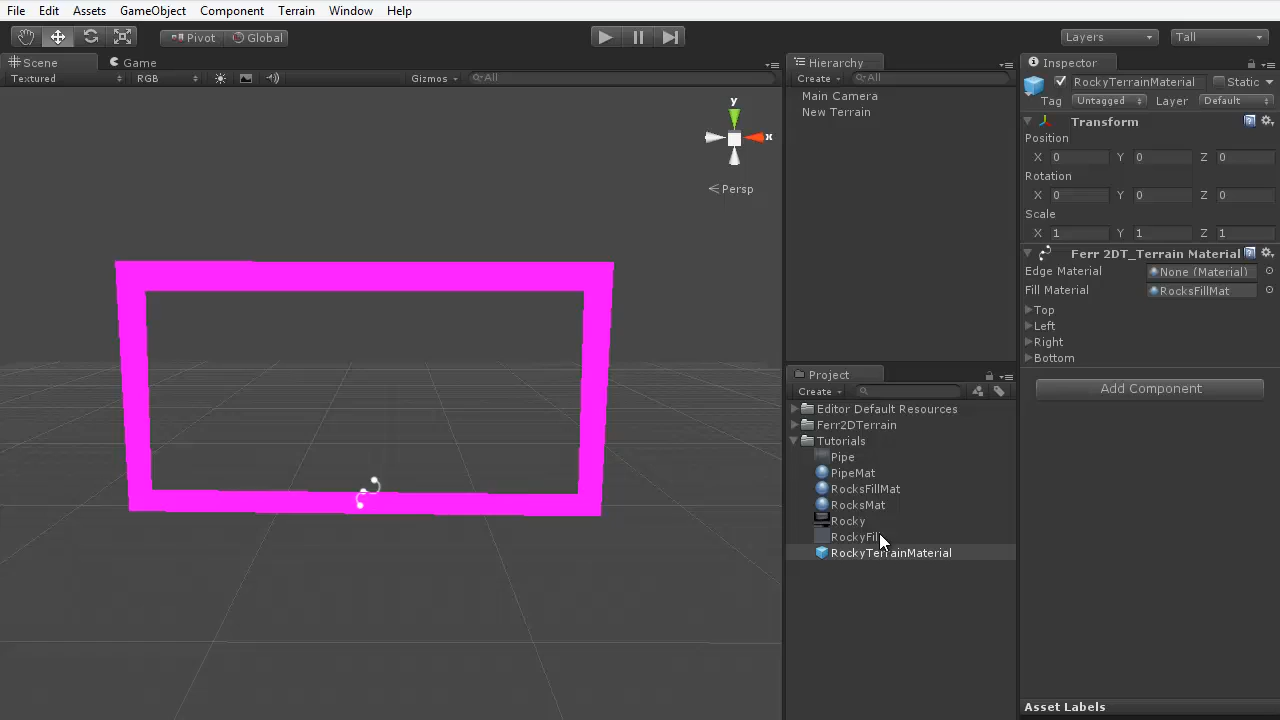 File Edit Assets GameObject Component Terrain Window Help
Pivot Global Layers Tall
Scene Game
Textured RGB Gizmos All
y
x
Persp
Hierarchy
Create All
Main Camera
New Terrain
Project
Create
Editor Default Resources
Ferr2DTerrain
Tutorials
Pipe
PipeMat
RocksFillMat
RocksMat
Rocky
RockyFil
RockyTerrainMaterial
Inspector
RockyTerrainMaterial Static
Tag Untagged Layer Default
Transform
Position
X 0 Y 0 Z 0
Rotation
X 0 Y 0 Z 0
Scale
X 1 Y 1 Z 1
Ferr 2DT_Terrain Material
Edge Material None (Material)
Fill Material RocksFillMat
Top
Left
Right
Bottom
Add Component
Asset Labels